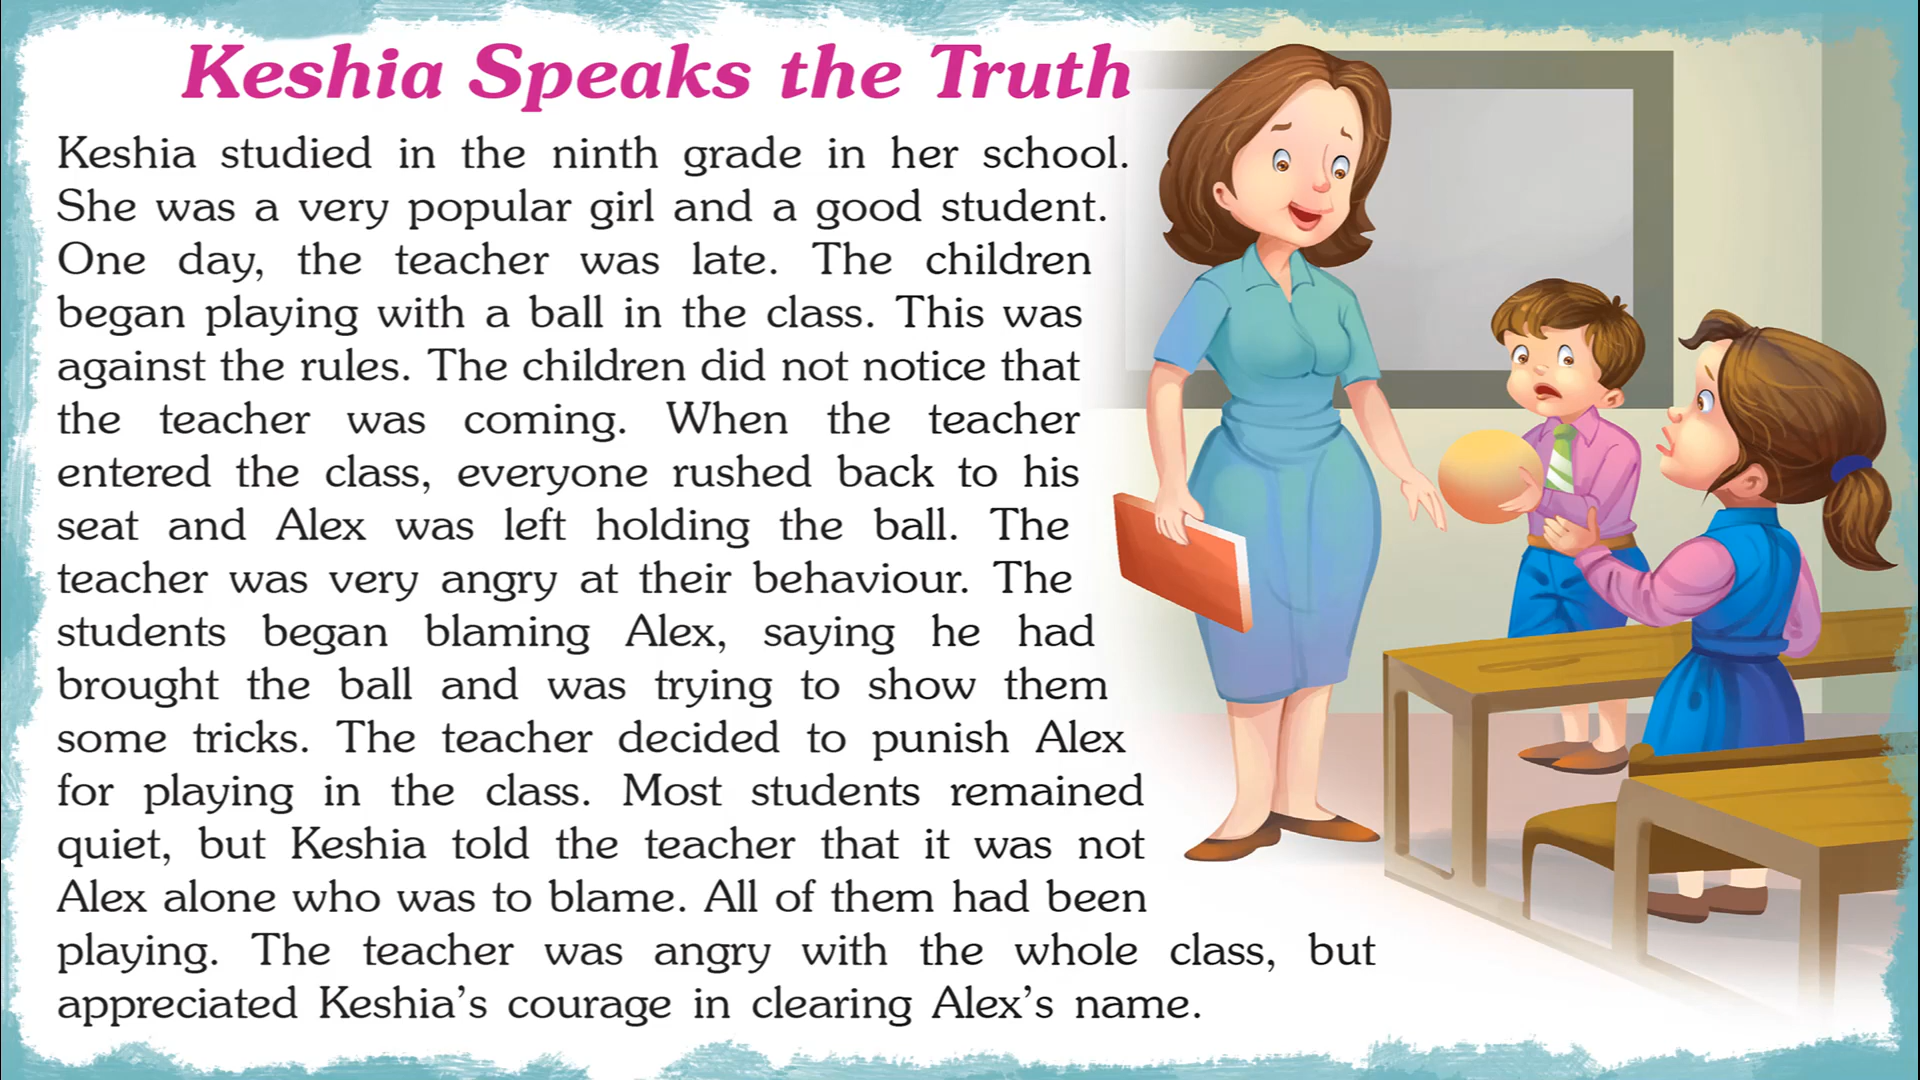 Keshia Speaks the Truth
Keshia studied in the ninth grade in her school.
She was a very popular girl and a good student.
One day, the teacher was late. The children
began playing with a ball in the class. This was
against the rules. The children did not notice that
the teacher was coming. When the teacher
entered the class, everyone rushed back to his
seat and Alex was left holding the ball. The
teacher was very angry at their behaviour. The
students began blaming Alex, saying he had
brought the ball and was trying to show them
some tricks. The teacher decided to punish Alex
for playing in the class. Most students remained
quiet, but Keshia told the teacher that it was not
Alex alone who was to blame. All of them had been
playing. The teacher was angry with the whole class, but
appreciated Keshia’s courage in clearing Alex’s name.